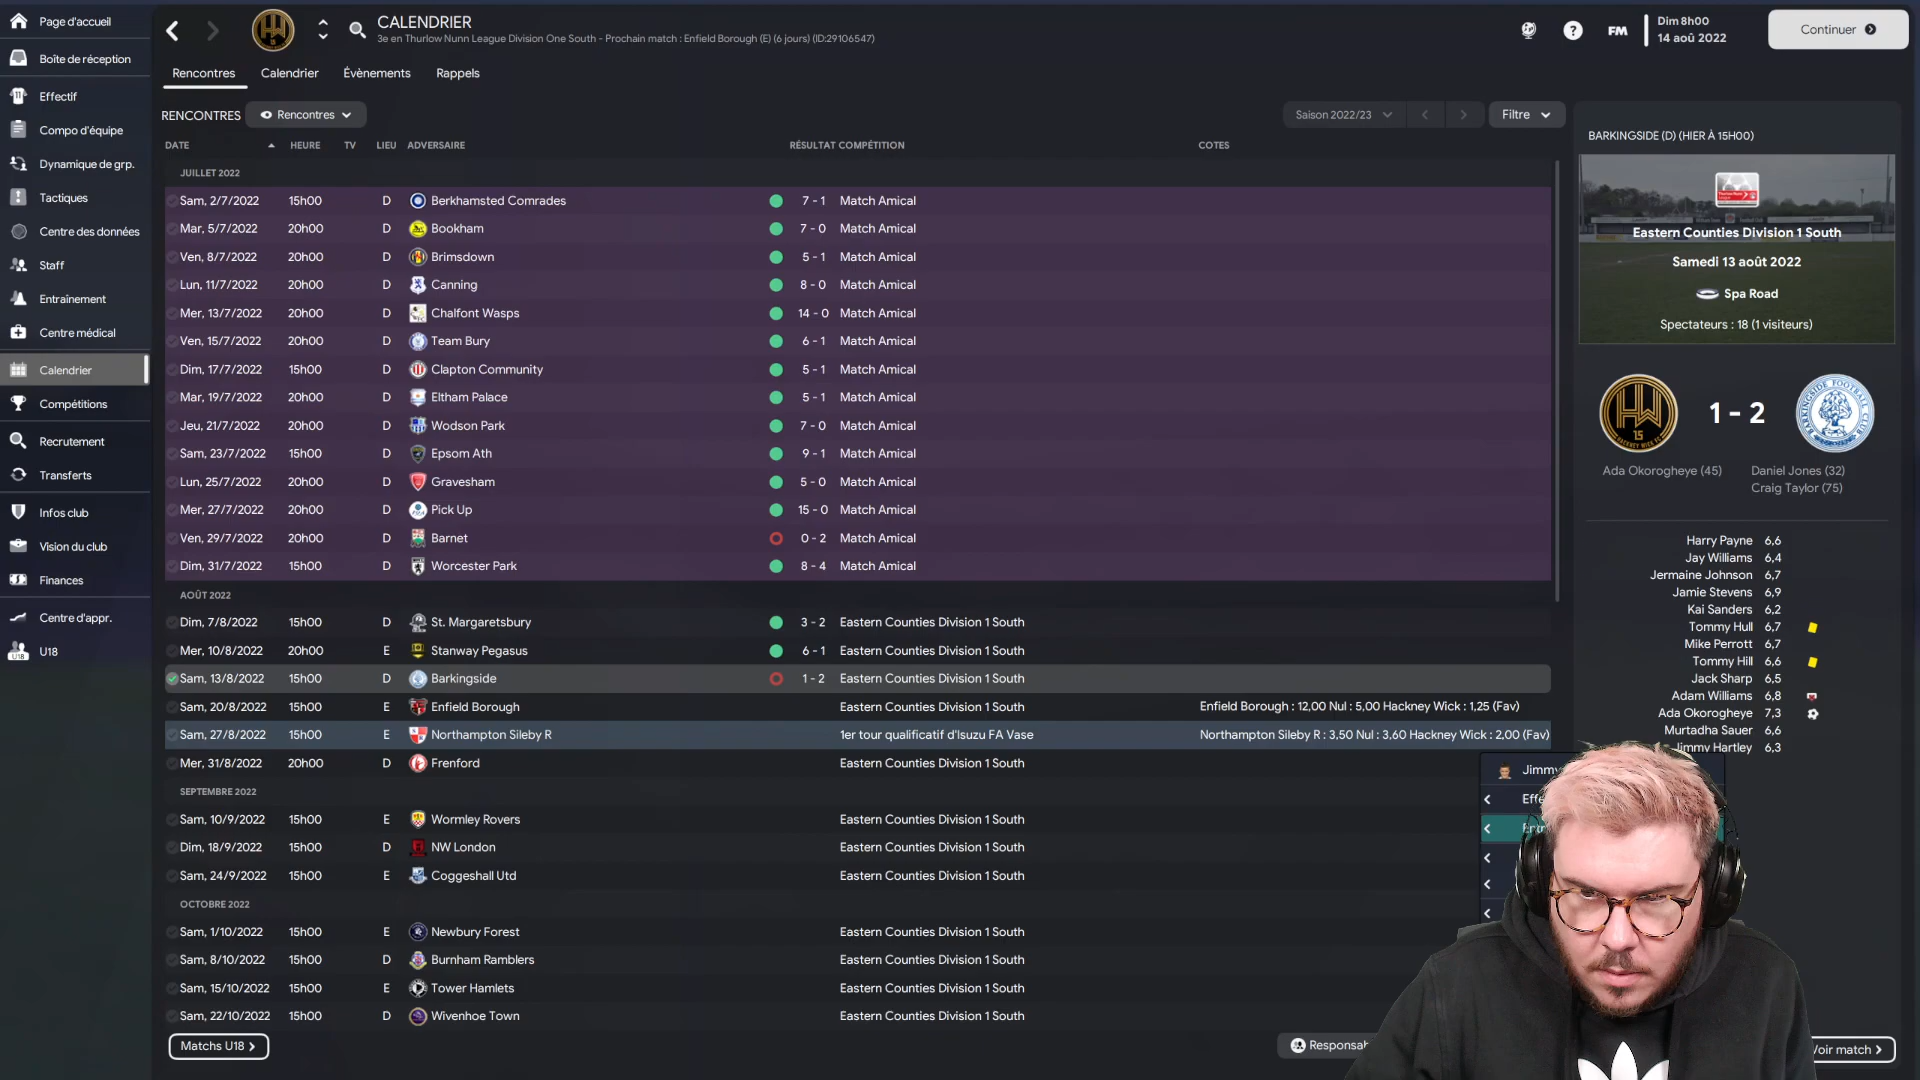 Page d'accueil
Boîte de réception
Effectif
Compo d'équipe
Dynamique de grp.
Tactiques
Centre des données
Staff
Entraînement
Centre médical
Calendrier
Compétitions
Recrutement
Transferts
Infos club
Vision du club
Finances
Centre d'appr.
U18
CALENDRIER
3e en Thurlow Nunn League Division One South - Prochain match : Enfield Borough (E) (6 jours) (ID:29106547)
FM
Dim 8h00
14 aoû 2022
Continuer
Rencontres Calendrier Évènements Rappels
RENCONTRES Rencontres Saison 2022/23 Filtre
DATE HEURE TV LIEU ADVERSAIRE RÉSULTAT COMPÉTITION COTES
JUILLET 2022
Sam, 2/7/2022 15h00 D Berkhamsted Comrades 7 - 1 Match Amical
Mar, 5/7/2022 20h00 D Bookham 7 - 0 Match Amical
Ven, 8/7/2022 20h00 D Brimsdown 5 - 1 Match Amical
Lun, 11/7/2022 20h00 D Canning 8 - 0 Match Amical
Mer, 13/7/2022 20h00 D Chalfont Wasps 14 - 0 Match Amical
Ven, 15/7/2022 20h00 D Team Bury 6 - 1 Match Amical
Dim, 17/7/2022 15h00 D Clapton Community 5 - 1 Match Amical
Mar, 19/7/2022 20h00 D Eltham Palace 5 - 1 Match Amical
Jeu, 21/7/2022 20h00 D Wodson Park 7 - 0 Match Amical
Sam, 23/7/2022 15h00 D Epsom Ath 9 - 1 Match Amical
Lun, 25/7/2022 20h00 D Gravesham 5 - 0 Match Amical
Mer, 27/7/2022 20h00 D Pick Up 15 - 0 Match Amical
Ven, 29/7/2022 20h00 D Barnet 0 - 2 Match Amical
Dim, 31/7/2022 15h00 D Worcester Park 8 - 4 Match Amical
AOÛT 2022
Dim, 7/8/2022 15h00 D St. Margaretsbury 3 - 2 Eastern Counties Division 1 South
Mer, 10/8/2022 20h00 E Stanway Pegasus 6 - 1 Eastern Counties Division 1 South
Sam, 13/8/2022 15h00 D Barkingside 1 - 2 Eastern Counties Division 1 South
Sam, 20/8/2022 15h00 E Enfield Borough Eastern Counties Division 1 South Enfield Borough : 12,00 Nul : 5,00 Hackney Wick : 1,25 (Fav)
Sam, 27/8/2022 15h00 E Northampton Sileby R 1er tour qualificatif d'Isuzu FA Vase Northampton Sileby R : 3,50 Nul : 3,60 Hackney Wick : 2,00 (Fav)
Mer, 31/8/2022 20h00 D Frenford Eastern Counties Division 1 South
SEPTEMBRE 2022
Sam, 10/9/2022 15h00 E Wormley Rovers Eastern Counties Division 1 South
Dim, 18/9/2022 15h00 D NW London Eastern Counties Division 1 South
Sam, 24/9/2022 15h00 E Coggeshall Utd Eastern Counties Division 1 South
OCTOBRE 2022
Sam, 1/10/2022 15h00 E Newbury Forest Eastern Counties Division 1 South
Sam, 8/10/2022 15h00 D Burnham Ramblers Eastern Counties Division 1 South
Sam, 15/10/2022 15h00 E Tower Hamlets Eastern Counties Division 1 South
Sam, 22/10/2022 15h00 D Wivenhoe Town Eastern Counties Division 1 South
Matchs U18
BARKINGSIDE (D) (HIER À 15H00)
Eastern Counties Division 1 South
Samedi 13 août 2022
Spa Road
Spectateurs : 18 (1 visiteurs)
HW
15
HACKNEY WICK FC
1 - 2
BARKINGSIDE FOOTBALL CLUB
Ada Okorogheye (45) Daniel Jones (32)
Craig Taylor (75)
Harry Payne 6,6
Jay Williams 6,4
Jermaine Johnson 6,7
Jamie Stevens 6,9
Kai Sanders 6,2
Tommy Hull 6,7
Mike Perrott 6,7
Tommy Hill 6,6
Jack Sharp 6,5
Adam Williams 6,8
Ada Okorogheye 7,3
Murtadha Sauer 6,6
Jimmy Hartley 6,3
Jimmy
Voir match